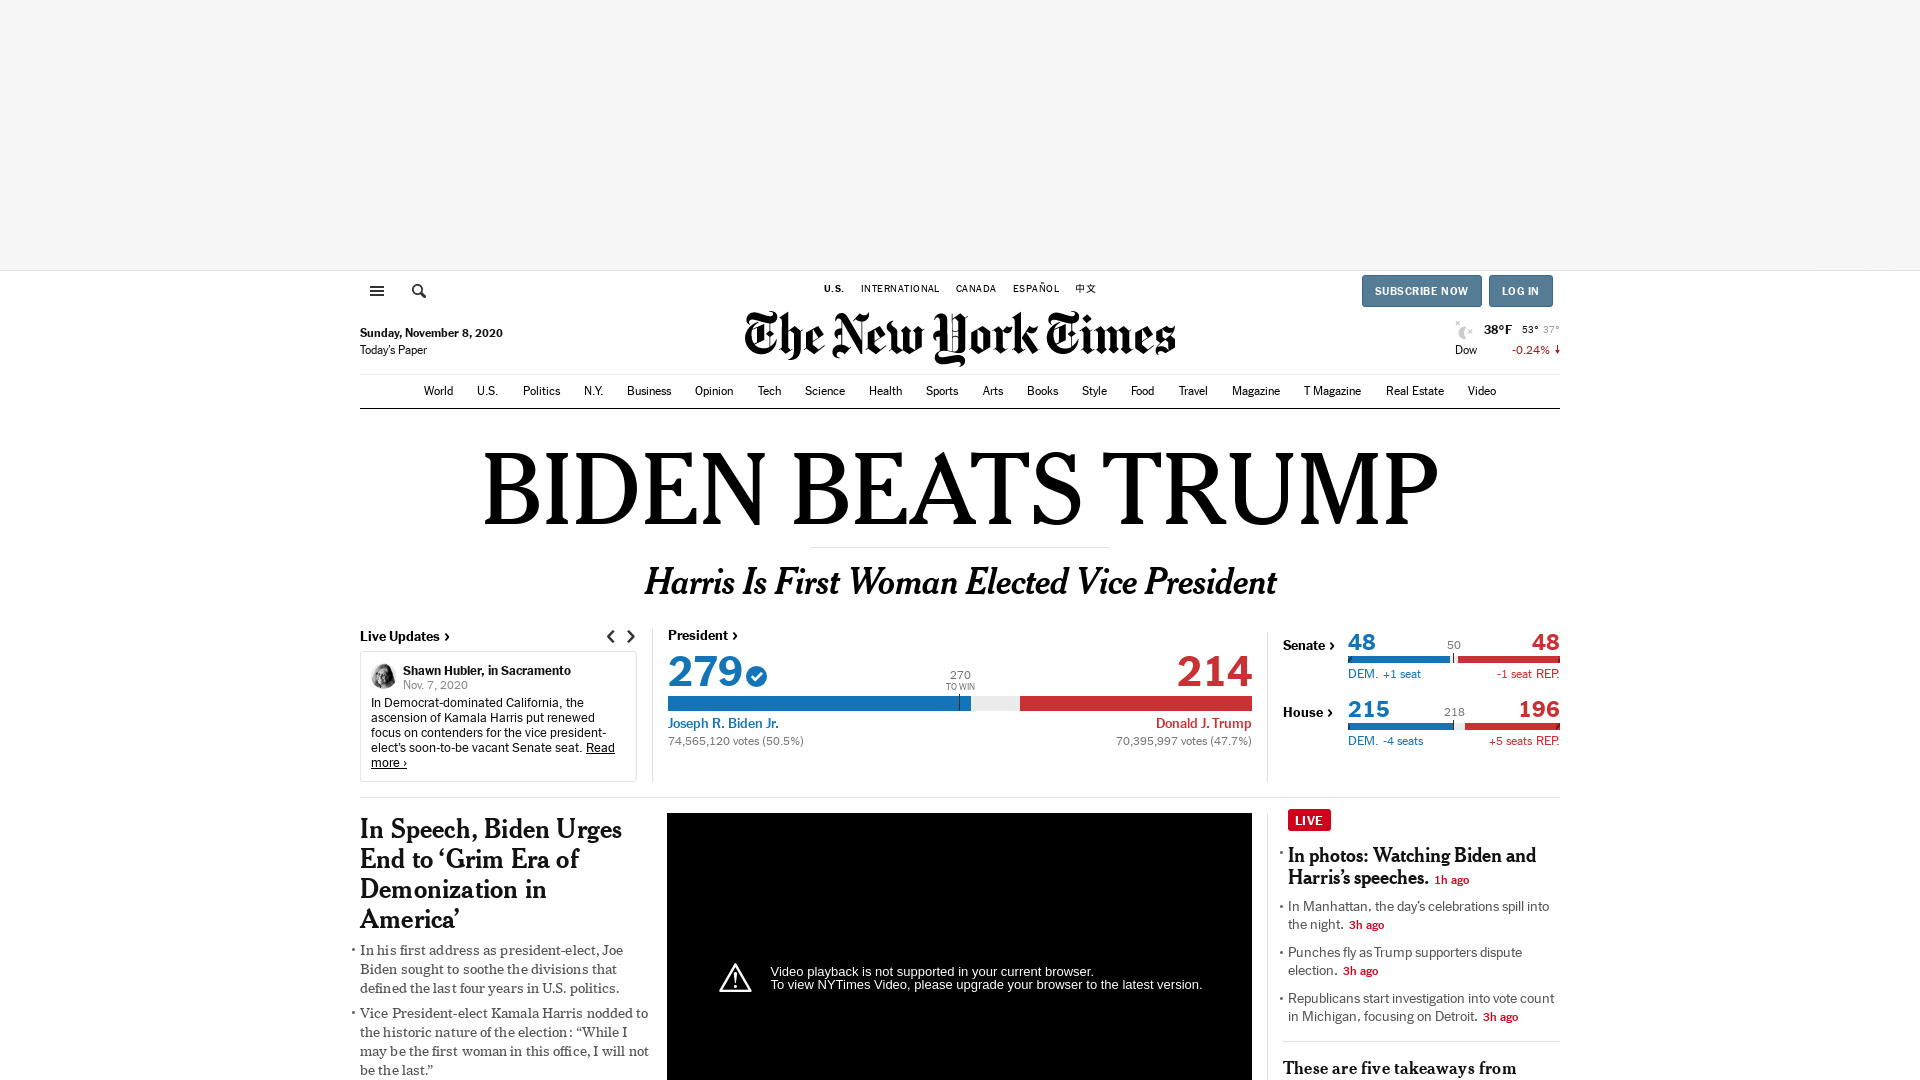 U.S. INTERNATIONAL CANADA ESPAÑOL 中文
SUBSCRIBE NOW LOG IN
Sunday, November 8, 2020
Today's Paper
The New York Times
38°F 53° 37°
Dow -0.24% ↓
World U.S. Politics N.Y. Business Opinion Tech Science Health Sports Arts Books Style Food Travel Magazine T Magazine Real Estate Video
BIDEN BEATS TRUMP
Harris Is First Woman Elected Vice President
Live Updates ›
Shawn Hubler, in Sacramento
Nov. 7, 2020
In Democrat-dominated California, the
ascension of Kamala Harris put renewed
focus on contenders for the vice president-
elect's soon-to-be vacant Senate seat. Read
more ›
President ›
279
270
TO WIN
214
Joseph R. Biden Jr.
Donald J. Trump
74,565,120 votes (50.5%)
70,395,997 votes (47.7%)
Senate › 48 50 48
DEM. +1 seat -1 seat REP.
House › 215 218 196
DEM. -4 seats +5 seats REP.
In Speech, Biden Urges
End to ‘Grim Era of
Demonization in
America’
• In his first address as president-elect, Joe
Biden sought to soothe the divisions that
defined the last four years in U.S. politics.
• Vice President-elect Kamala Harris nodded to
the historic nature of the election: “While I
may be the first woman in this office, I will not
be the last.”
Video playback is not supported in your current browser.
To view NYTimes Video, please upgrade your browser to the latest version.
LIVE
• In photos: Watching Biden and
Harris's speeches. 1h ago
• In Manhattan, the day's celebrations spill into
the night. 3h ago
• Punches fly as Trump supporters dispute
election. 3h ago
• Republicans start investigation into vote count
in Michigan, focusing on Detroit. 3h ago
These are five takeaways from